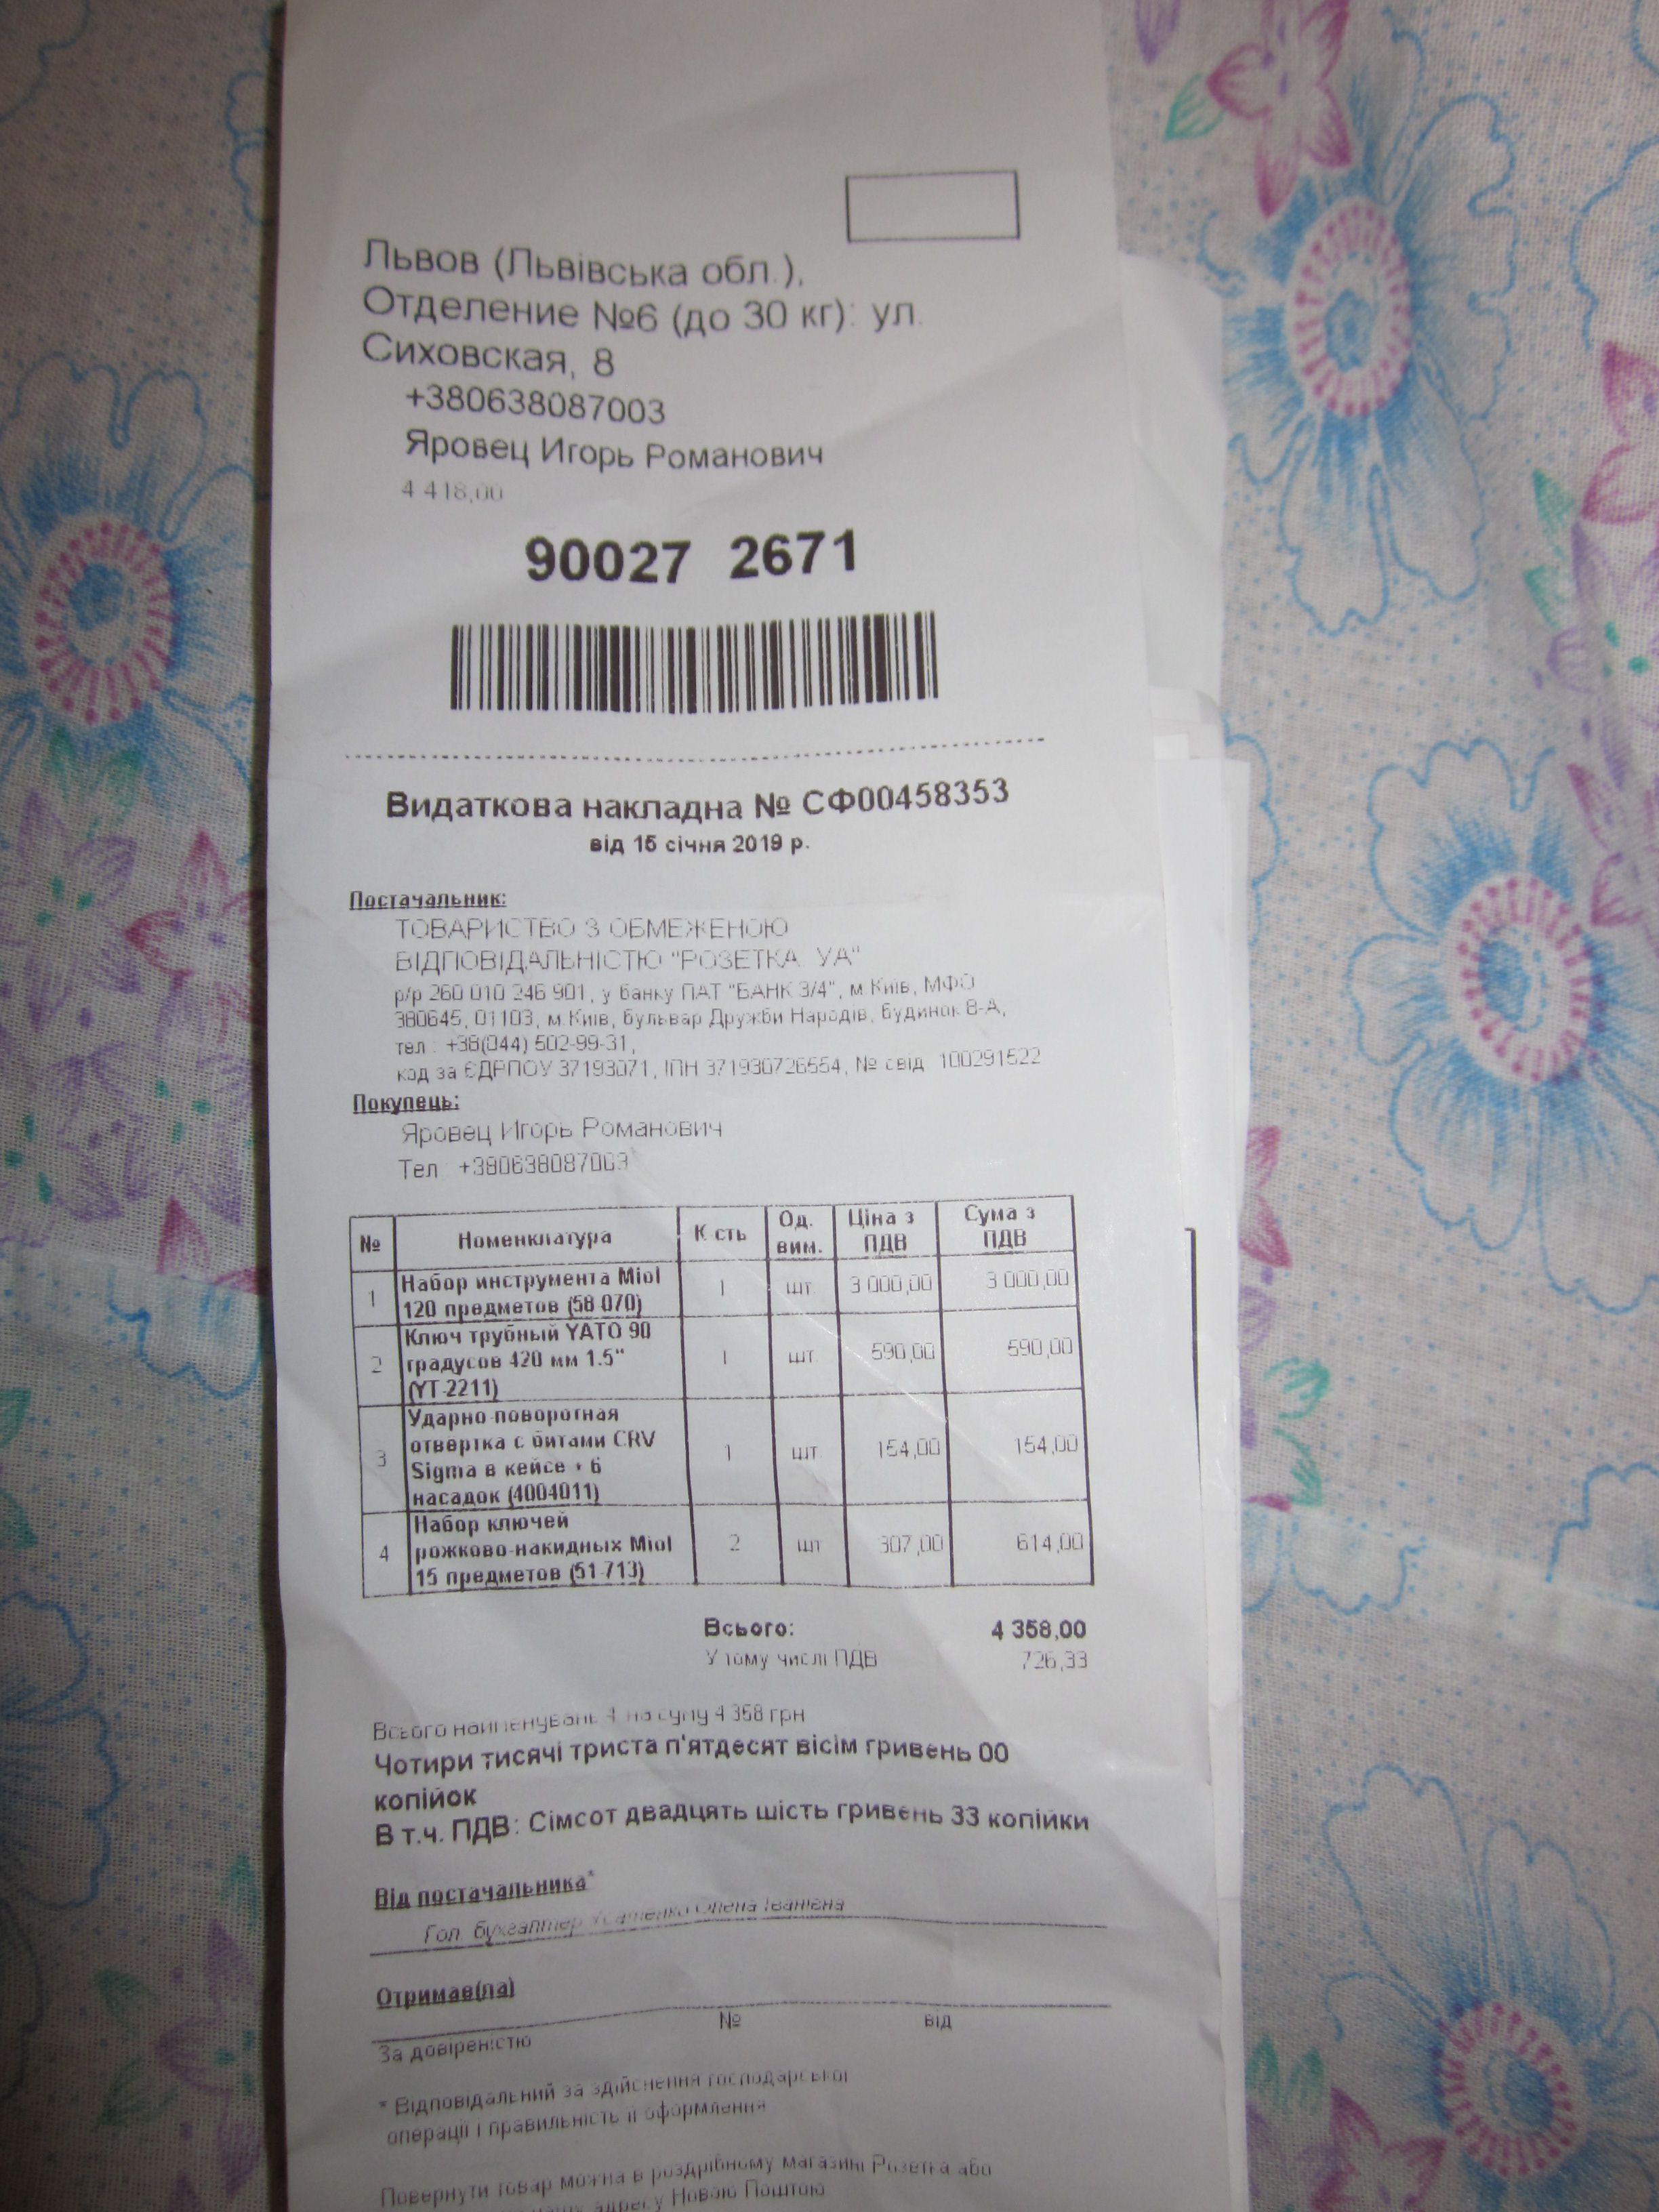 Львов (Львівська обл.),
Отделение №6 (до 30 кг): ул.
Сиховская, 8
+380638087003
Яровец Игорь Романович
4 418,00
90027 2671
Видаткова накладна № СФ00458353
від 15 січня 2019 р.
Постачальник:
ТОВАРИСТВО З ОБМЕЖЕНОЮ
ВІДПОВІДАЛЬНІСТЮ "РОЗЕТКА. УА"
р/р 260 010 246 901, у банку ПАТ "БАНК 3/4", м.Київ, МФО
380645, 01103, м.Київ, бульвар Дружби Народів, будинок 8-А,
тел.: +38(044) 502-99-31,
код за ЄДРПОУ 37193071, ІПН 371930726554, № свід. 100291522
Покупець:
Яровец Игорь Романович
Тел.: +380638087003
№ Номенклатура К-сть Од. вим. Ціна з ПДВ Сума з ПДВ
1 Набор инструмента Miol 1 шт 3 000,00 3 000,00
120 предметов (58-070)
2 Ключ трубный YATO 90 1 шт 590,00 590,00
градусов 420 мм 1.5"
(YT-2211)
3 Ударно-поворотная 1 шт 154,00 154,00
отвертка с битами CRV
Sigma в кейсе + 6
насадок (4004011)
4 Набор ключей 2 шт 307,00 614,00
рожково-накидных Miol
15 предметов (51-713)
Всього: 4 358,00
У тому числі ПДВ 726,33
Всього найменувань 4, на суму 4 358 грн
Чотири тисячі триста п'ятдесят вісім гривень 00
копійок
В т.ч. ПДВ: Сімсот двадцять шість гривень 33 копійки
Від постачальника*
Гол. бухгалтер Усатенко Олена Іванівна
Отримав(ла)
За довіреністю № від
* Відповідальний за здійснення господарської
операції і правильність її оформлення
Повернути товар можна в роздрібному магазині Розетка або
адресу Новою Поштою